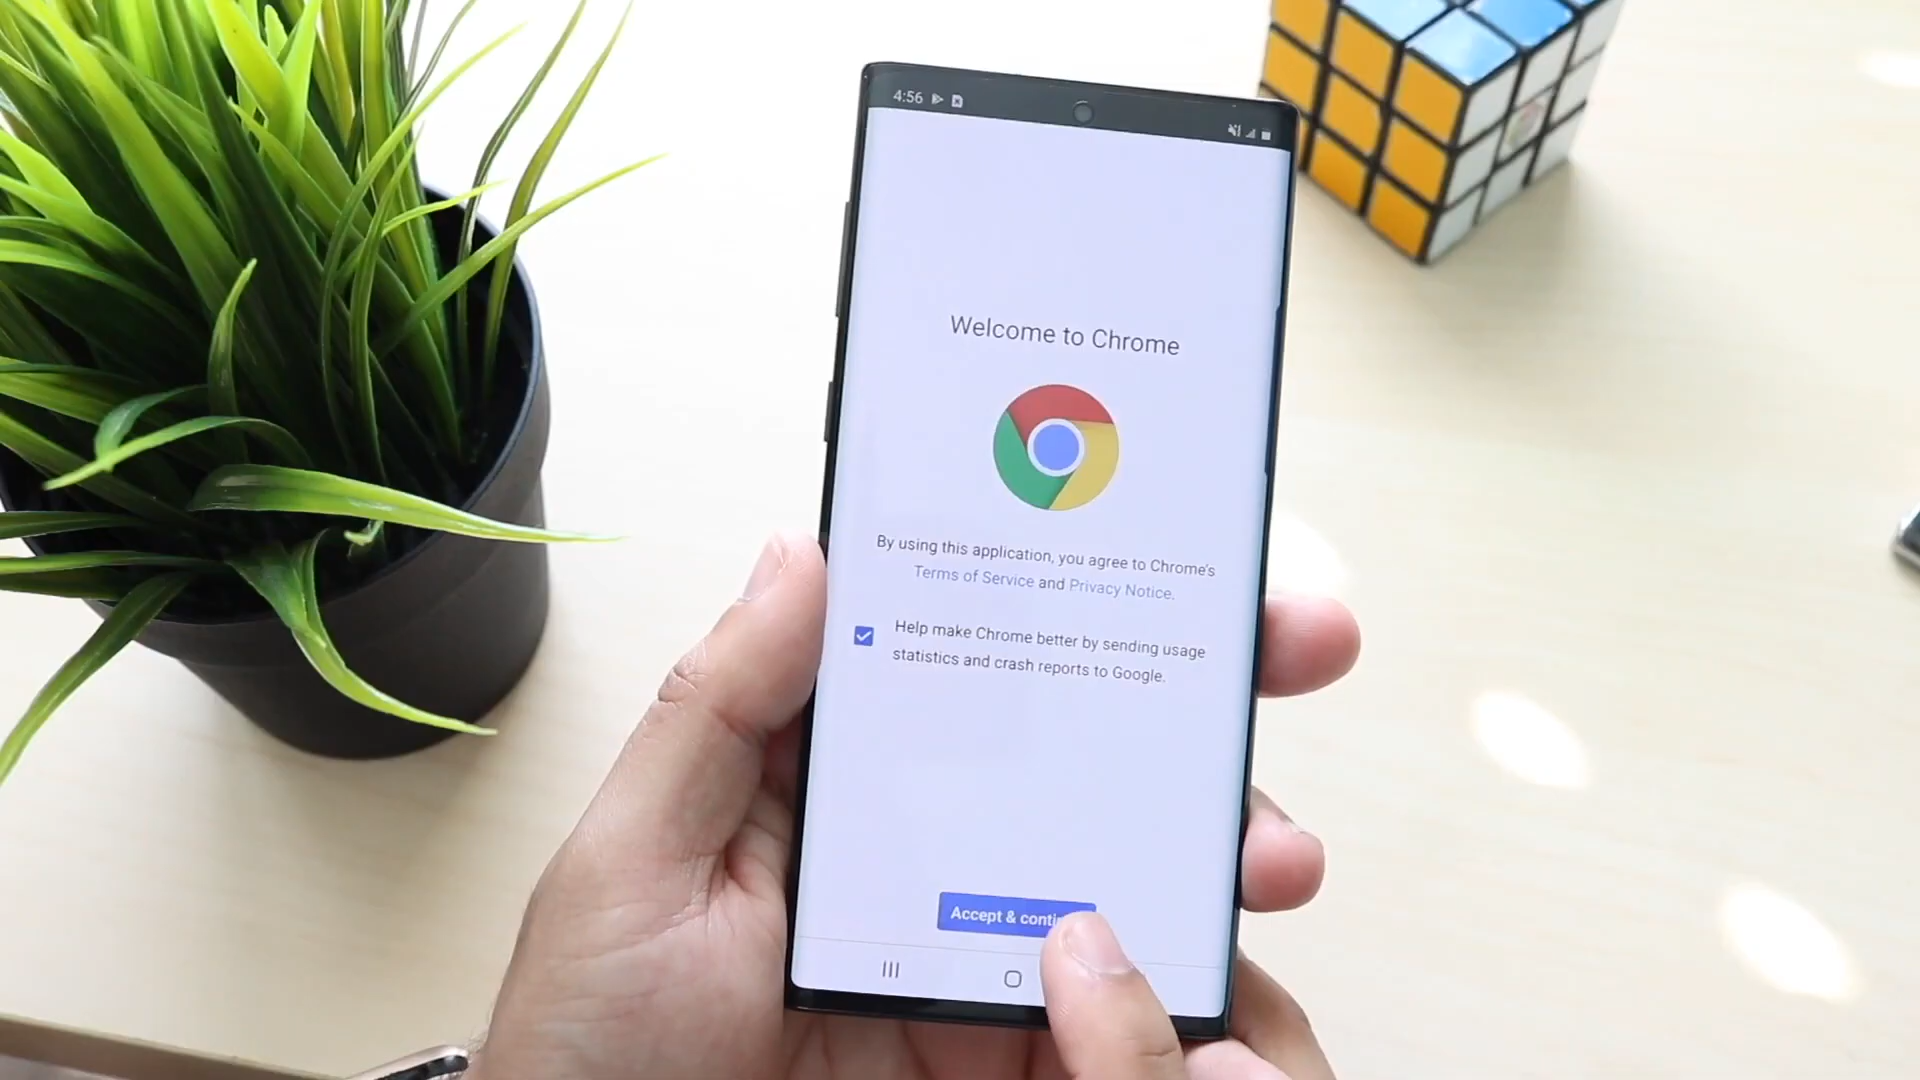 4:56
Welcome to Chrome
By using this application, you agree to Chrome's
Terms of Service and Privacy Notice.
Help make Chrome better by sending usage
statistics and crash reports to Google.
Accept &